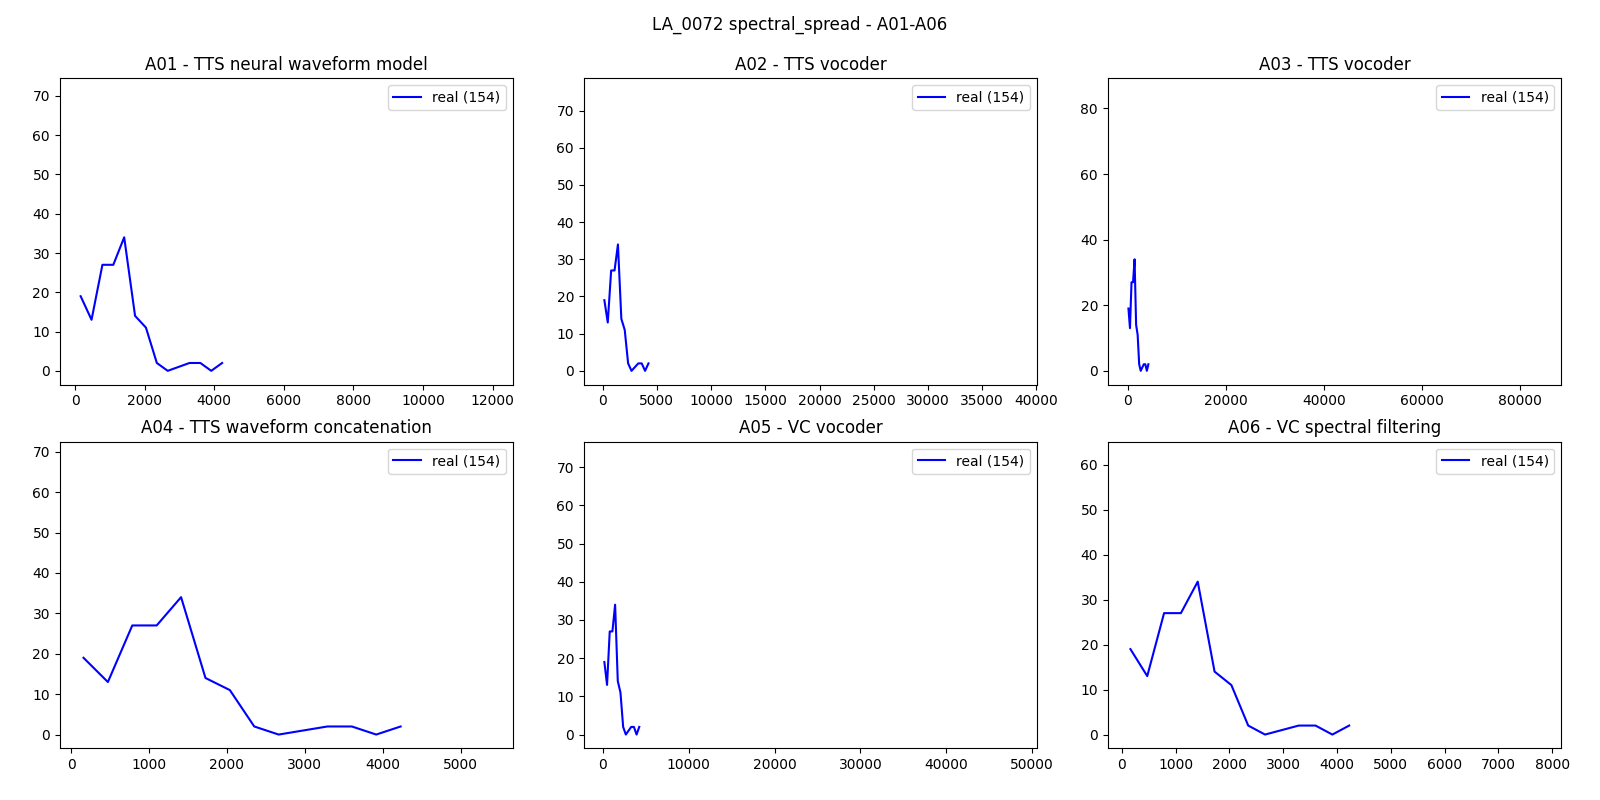 LA_0072 spectral_spread - A01-A06
A01 - TTS neural waveform model
real (154)
70
60
50
40
30
20
10
0
0 2000 4000 6000 8000 10000 12000
A02 - TTS vocoder
real (154)
70
60
50
40
30
20
10
0
0 5000 10000 15000 20000 25000 30000 35000 40000
A03 - TTS vocoder
real (154)
80
60
40
20
0
0 20000 40000 60000 80000
A04 - TTS waveform concatenation
real (154)
70
60
50
40
30
20
10
0
0 1000 2000 3000 4000 5000
A05 - VC vocoder
real (154)
70
60
50
40
30
20
10
0
0 10000 20000 30000 40000 50000
A06 - VC spectral filtering
real (154)
60
50
40
30
20
10
0
0 1000 2000 3000 4000 5000 6000 7000 8000